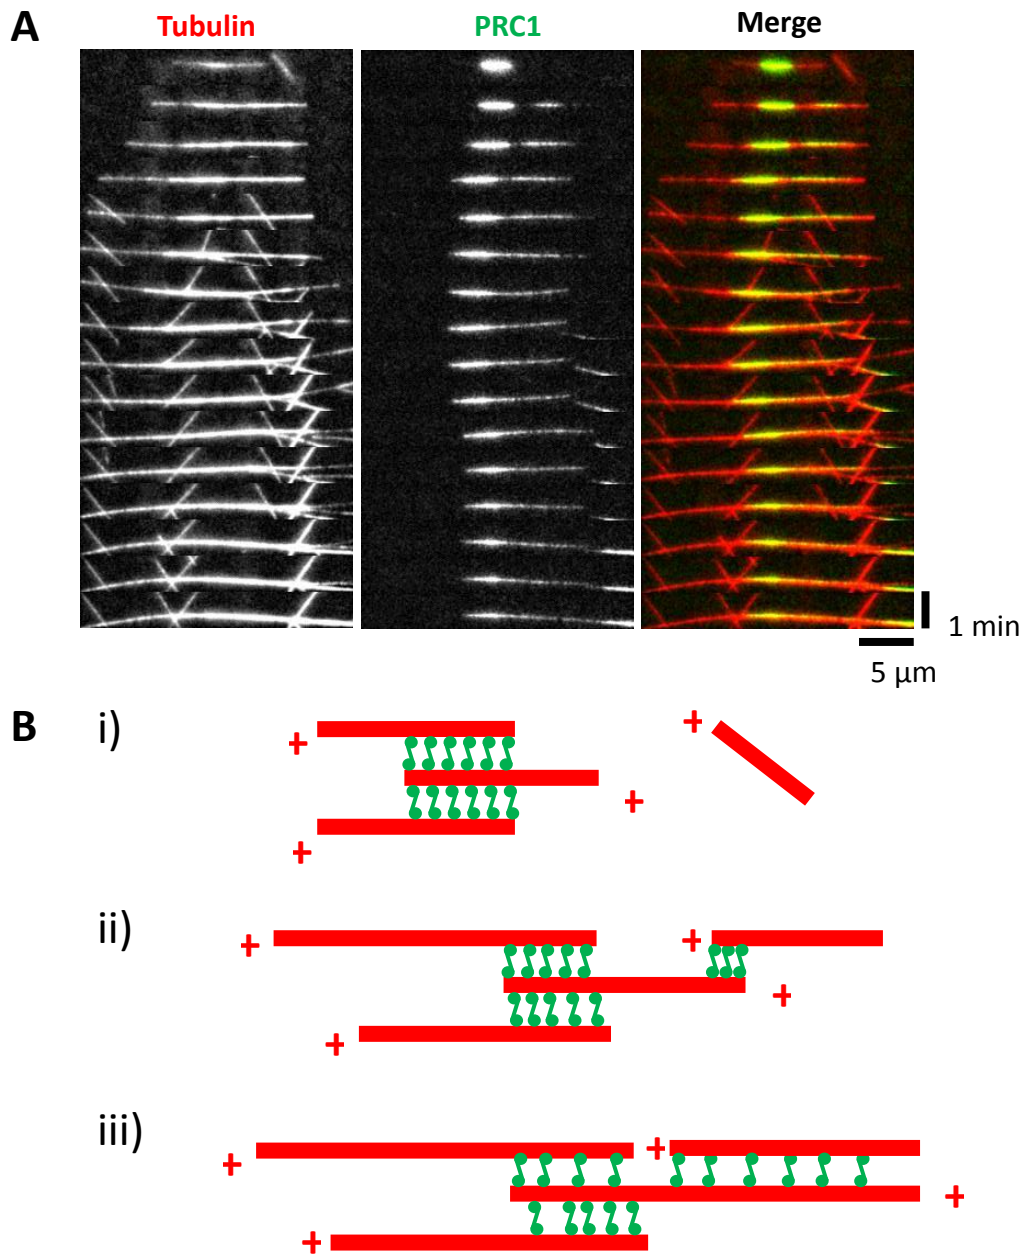 A
Tubulin PRC1 Merge
1 min
5 µm
B
i)
+ +
+
+
ii)
+ +
+
+
iii)
+ +
+
+